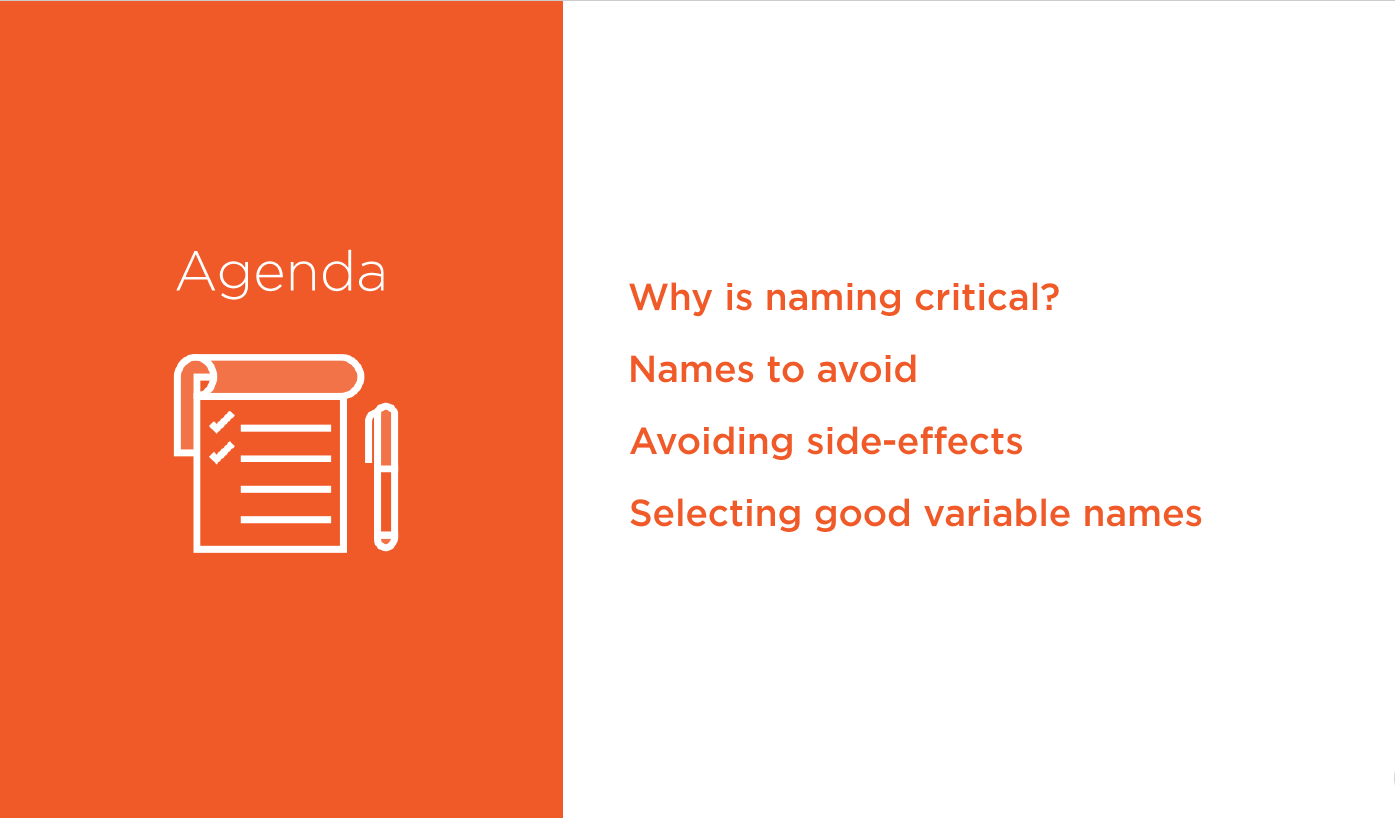 Agenda
Why is naming critical?
Names to avoid
Avoiding side-effects
Selecting good variable names